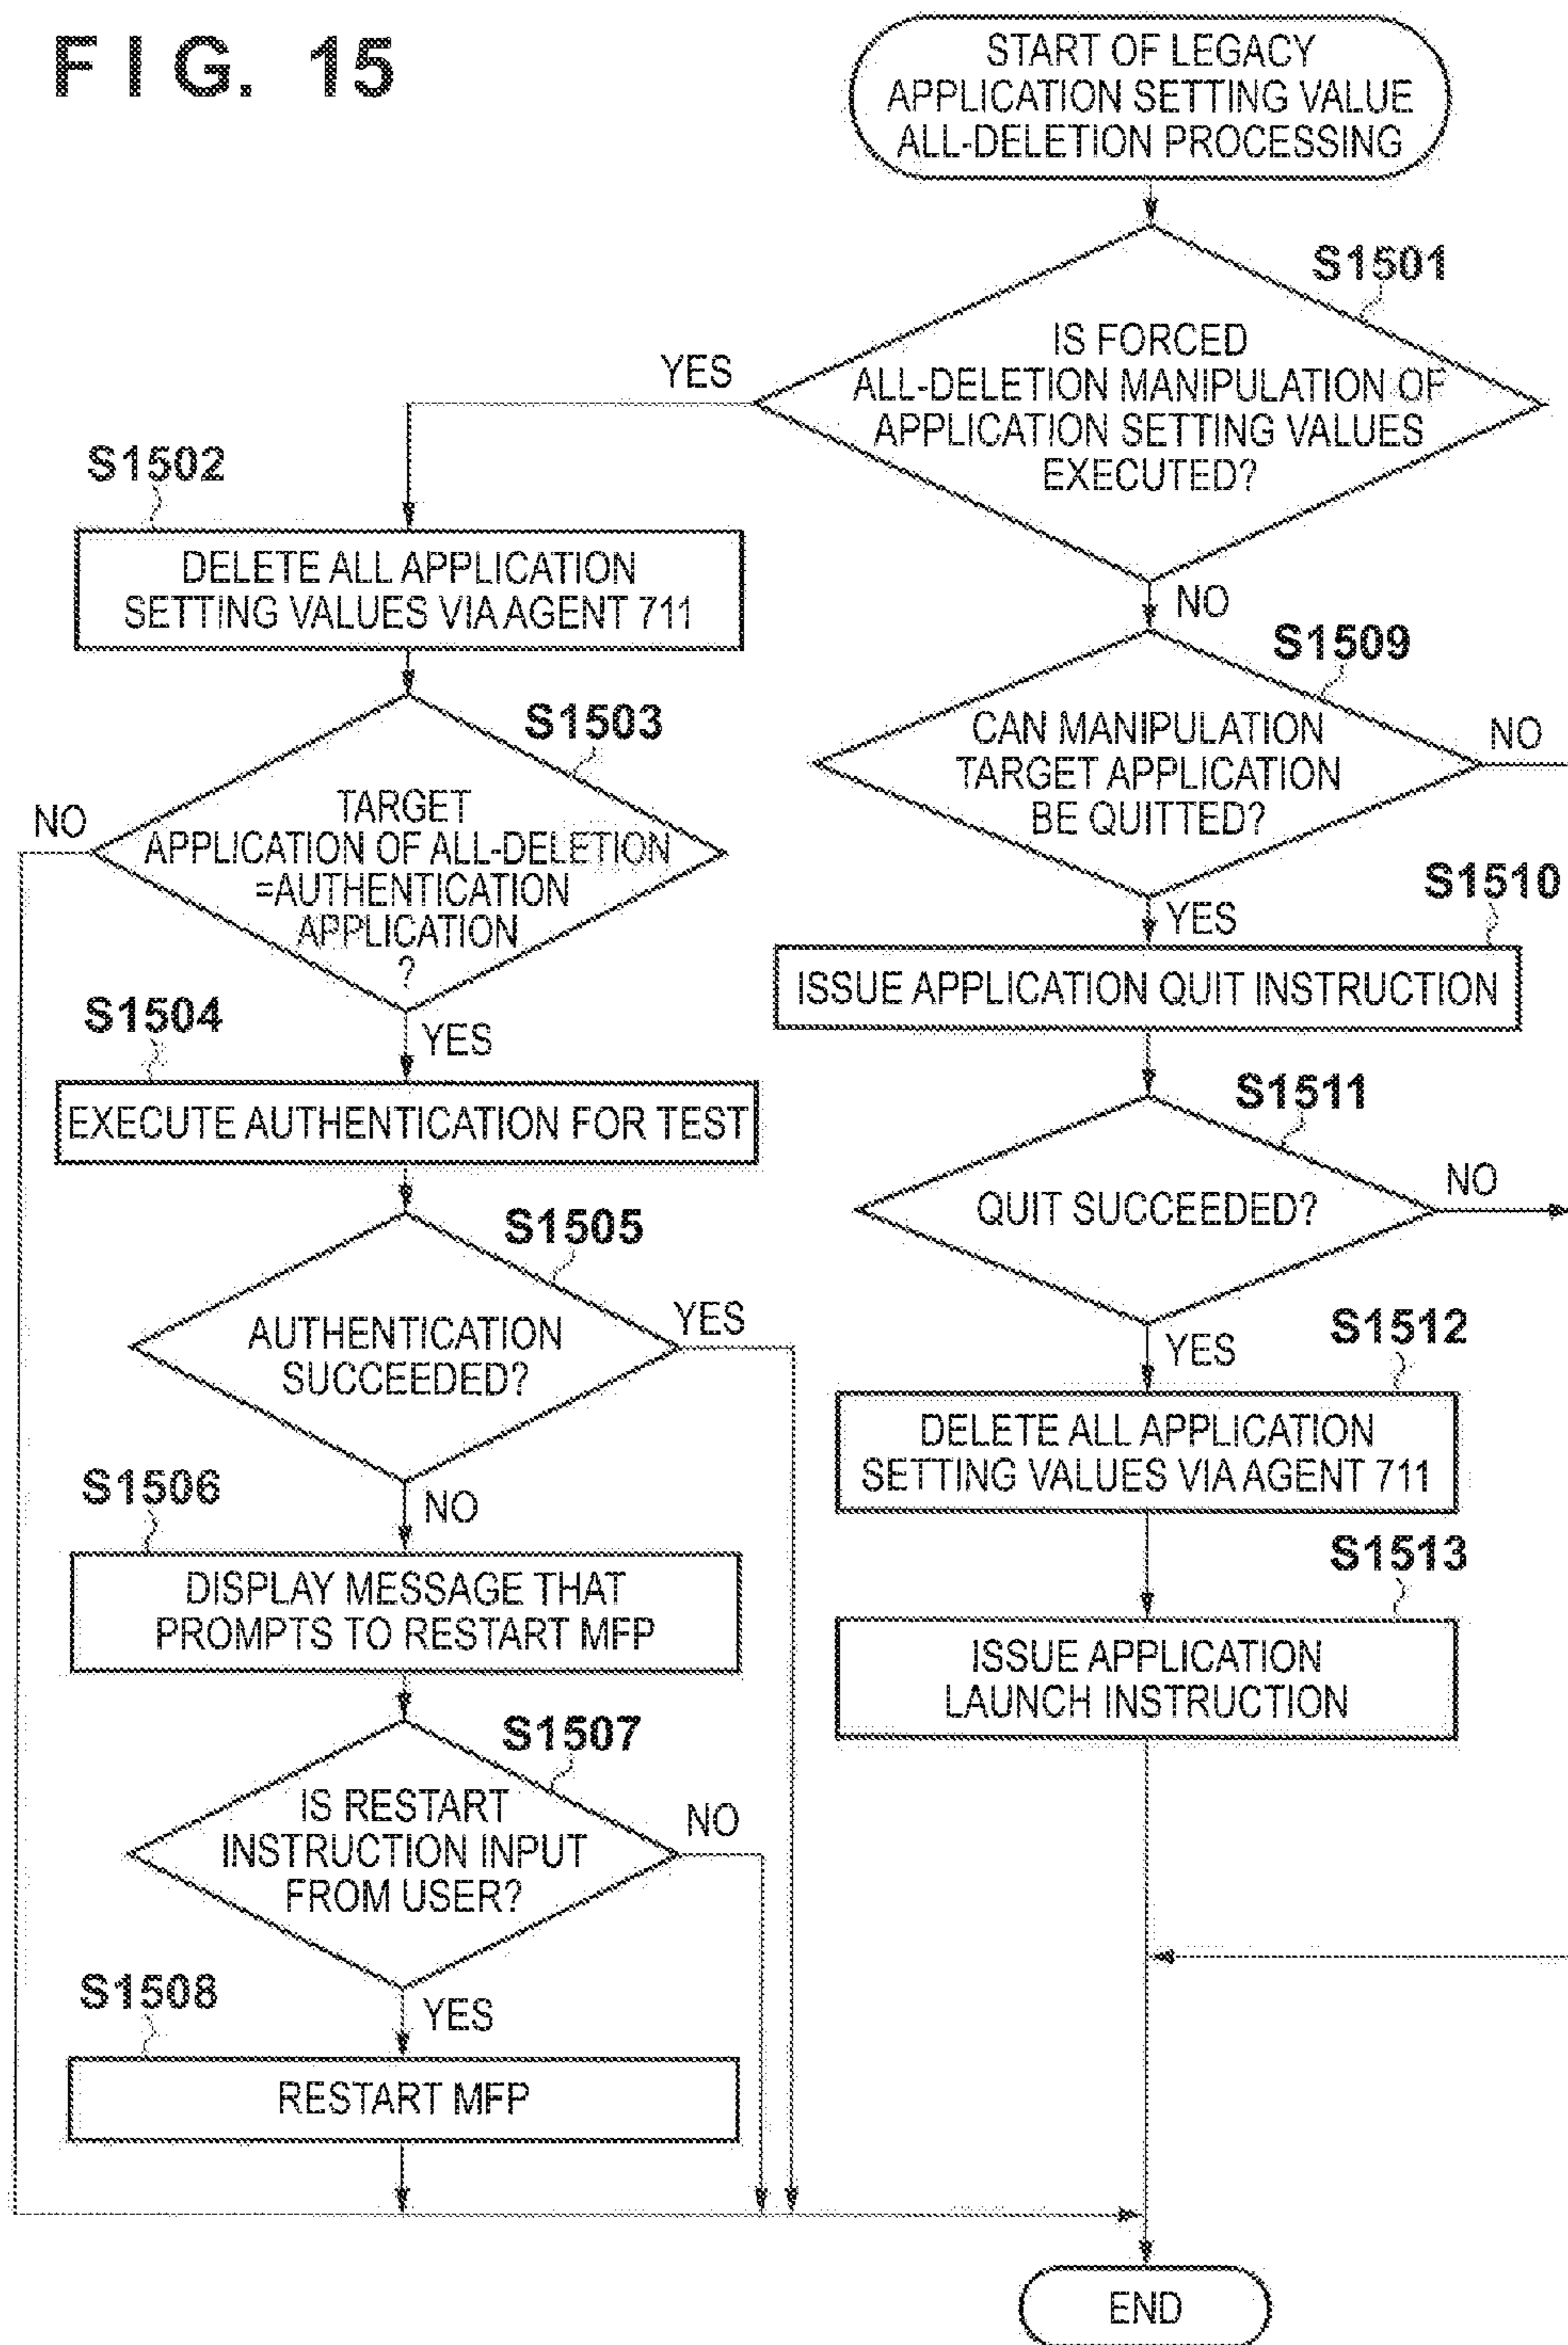 FIG. 15
START OF LEGACY
APPLICATION SETTING VALUE
ALL-DELETION PROCESSING
S1501
IS FORCED
ALL-DELETION MANIPULATION OF
APPLICATION SETTING VALUES
EXECUTED?
YES
NO
S1502
DELETE ALL APPLICATION
SETTING VALUES VIA AGENT 711
S1503
TARGET
APPLICATION OF ALL-DELETION
=AUTHENTICATION
APPLICATION
?
NO
YES
S1504
EXECUTE AUTHENTICATION FOR TEST
S1505
AUTHENTICATION
SUCCEEDED?
YES
NO
S1506
DISPLAY MESSAGE THAT
PROMPTS TO RESTART MFP
S1507
IS RESTART
INSTRUCTION INPUT
FROM USER?
NO
YES
S1508
RESTART MFP
S1509
CAN MANIPULATION
TARGET APPLICATION
BE QUITTED?
NO
YES
S1510
ISSUE APPLICATION QUIT INSTRUCTION
S1511
QUIT SUCCEEDED?
NO
YES
S1512
DELETE ALL APPLICATION
SETTING VALUES VIA AGENT 711
S1513
ISSUE APPLICATION
LAUNCH INSTRUCTION
END